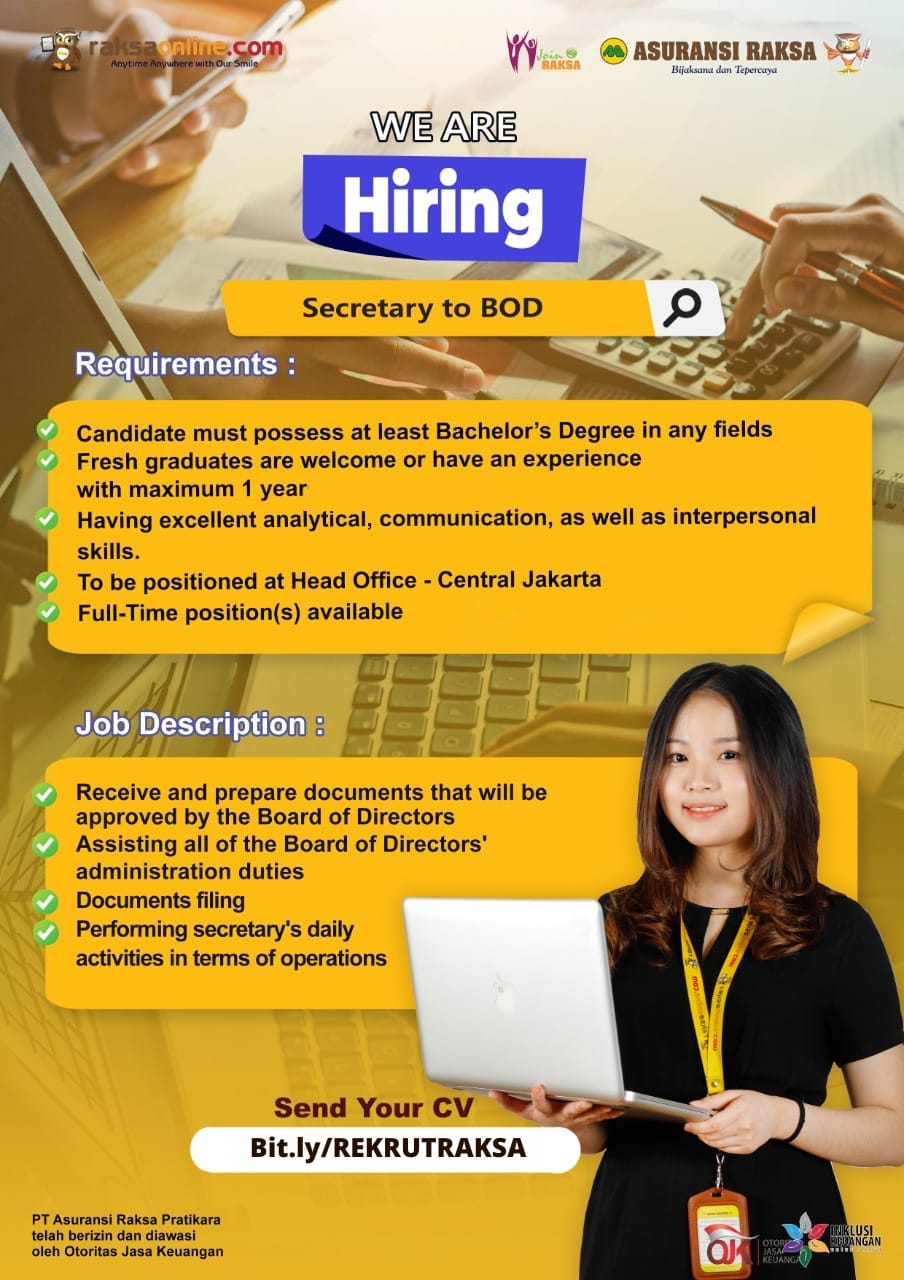 raksaonline.com
Anytime Anywhere with Our Smile
Join
RAKSA
ASURANSI RAKSA
Bijaksana dan Tepercaya
WE ARE
Hiring
Secretary to BOD
Requirements :
Candidate must possess at least Bachelor's Degree in any fields
Fresh graduates are welcome or have an experience
with maximum 1 year
Having excellent analytical, communication, as well as interpersonal
skills.
To be positioned at Head Office - Central Jakarta
Full-Time position(s) available
Job Description :
Receive and prepare documents that will be
approved by the Board of Directors
Assisting all of the Board of Directors'
administration duties
Documents filing
Performing secretary's daily
activities in terms of operations
Send Your CV
Bit.ly/REKRUTRAKSA
PT Asuransi Raksa Pratikara
telah berizin dan diawasi
oleh Otoritas Jasa Keuangan
OJK
JASA
INKLUSI
KEUANGAN